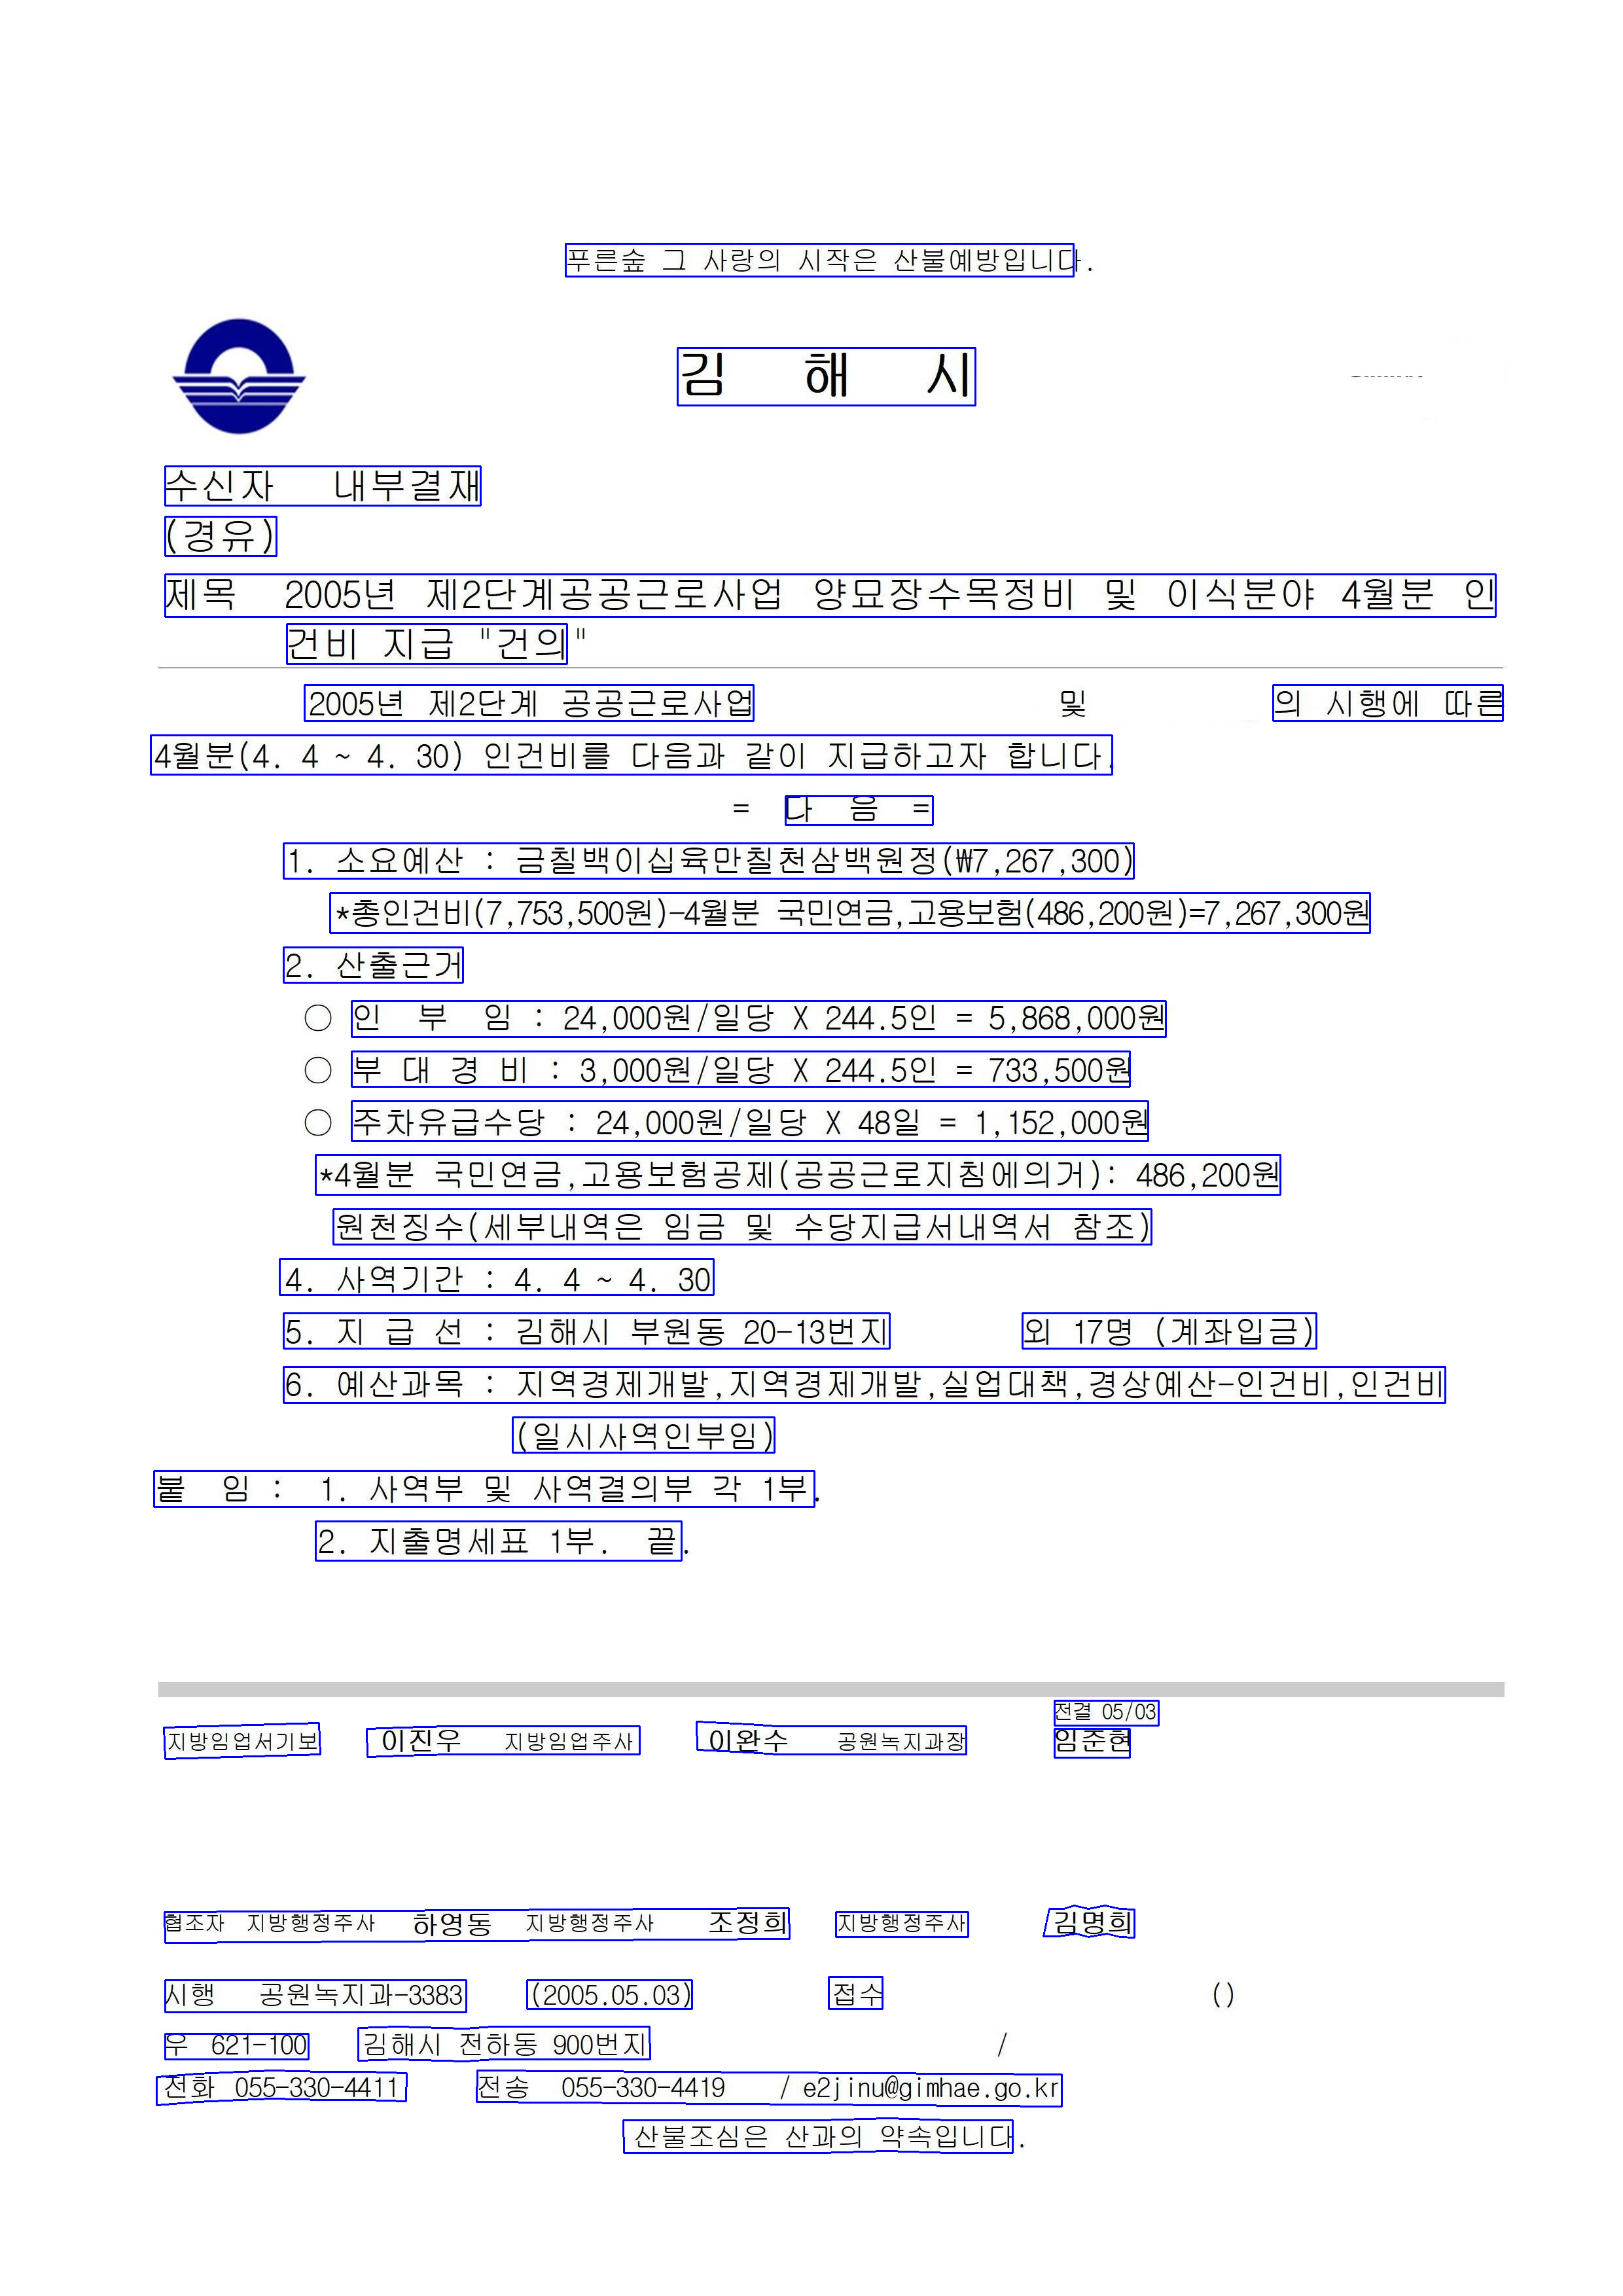 푸른숲 그 사랑의 시작은 산불예방입니다.
김 해 시
수신자 내부결재
(경유)
제목 2005년 제2단계공공근로사업 양묘장수목정비 및 이식분야 4월분 인
건비 지급 "건의"
2005년 제2단계 공공근로사업 및 의 시행에 따른
4월분(4. 4 ~ 4. 30) 인건비를 다음과 같이 지급하고자 합니다.
= 다 음 =
1. 소요예산 : 금칠백이십육만칠천삼백원정(₩7,267,300)
*총인건비(7,753,500원)-4월분 국민연금,고용보험(486,200원)=7,267,300원
2. 산출근거
○ 인 부 임 : 24,000원/일당 X 244.5인 = 5,868,000원
○ 부 대 경 비 : 3,000원/일당 X 244.5인 = 733,500원
○ 주차유급수당 : 24,000원/일당 X 48일 = 1,152,000원
*4월분 국민연금,고용보험공제(공공근로지침에의거): 486,200원
원천징수(세부내역은 임금 및 수당지급서내역서 참조)
4. 사역기간 : 4. 4 ~ 4. 30
5. 지 급 선 : 김해시 부원동 20-13번지 외 17명 (계좌입금)
6. 예산과목 : 지역경제개발,지역경제개발,실업대책,경상예산-인건비,인건비
(일시사역인부임)
붙 임 : 1. 사역부 및 사역결의부 각 1부.
2. 지출명세표 1부. 끝.
전결 05/03
지방임업서기보 이진우 지방임업주사 이완수 공원녹지과장 임준현
협조자 지방행정주사 하영동 지방행정주사 조정희 지방행정주사 김명희
시행 공원녹지과-3383 (2005.05.03) 접수 ()
우 621-100 김해시 전하동 900번지 /
전화 055-330-4411 전송 055-330-4419 / e2jinu@gimhae.go.kr
산불조심은 산과의 약속입니다.